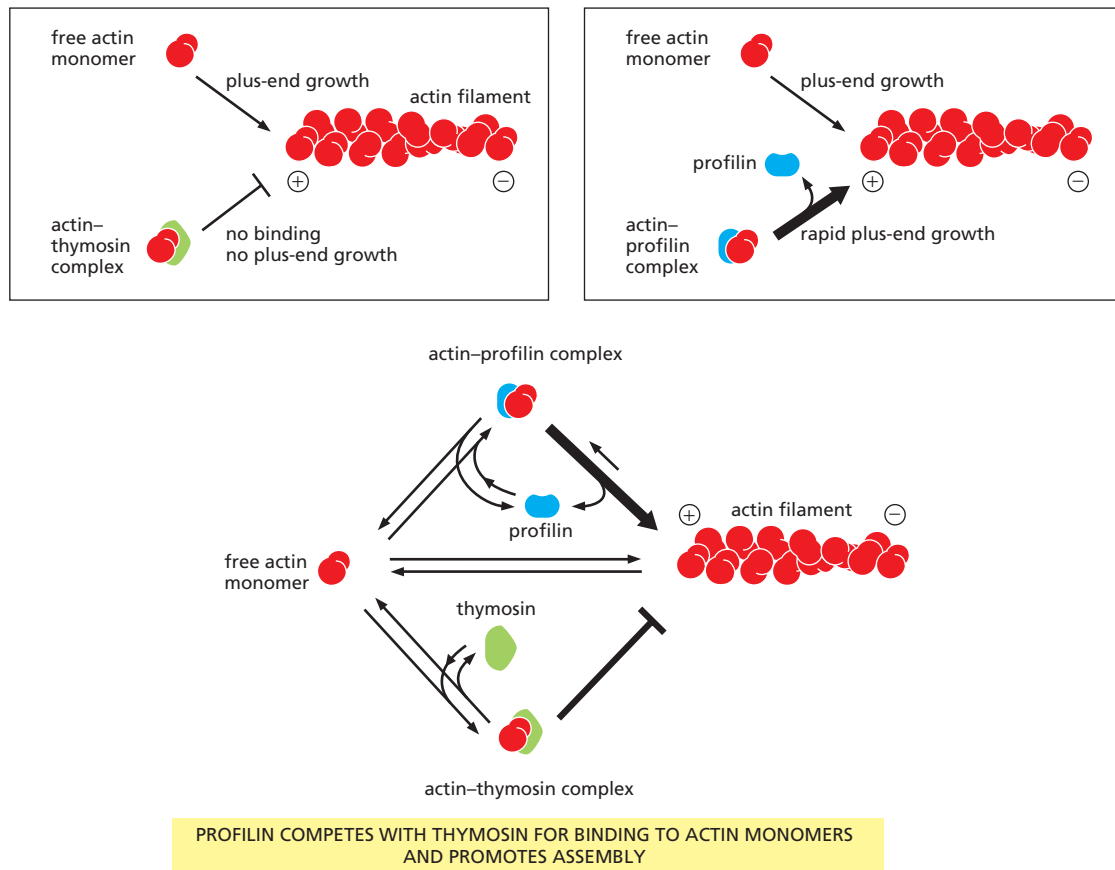 free actin
monomer
plus-end growth
actin filament
+
−
actin–
thymosin
complex
no binding
no plus-end growth
free actin
monomer
plus-end growth
profilin
+
−
actin–
profilin
complex
rapid plus-end growth
actin–profilin complex
profilin
+
actin filament
−
free actin
monomer
thymosin
actin–thymosin complex
PROFILIN COMPETES WITH THYMOSIN FOR BINDING TO ACTIN MONOMERS
AND PROMOTES ASSEMBLY